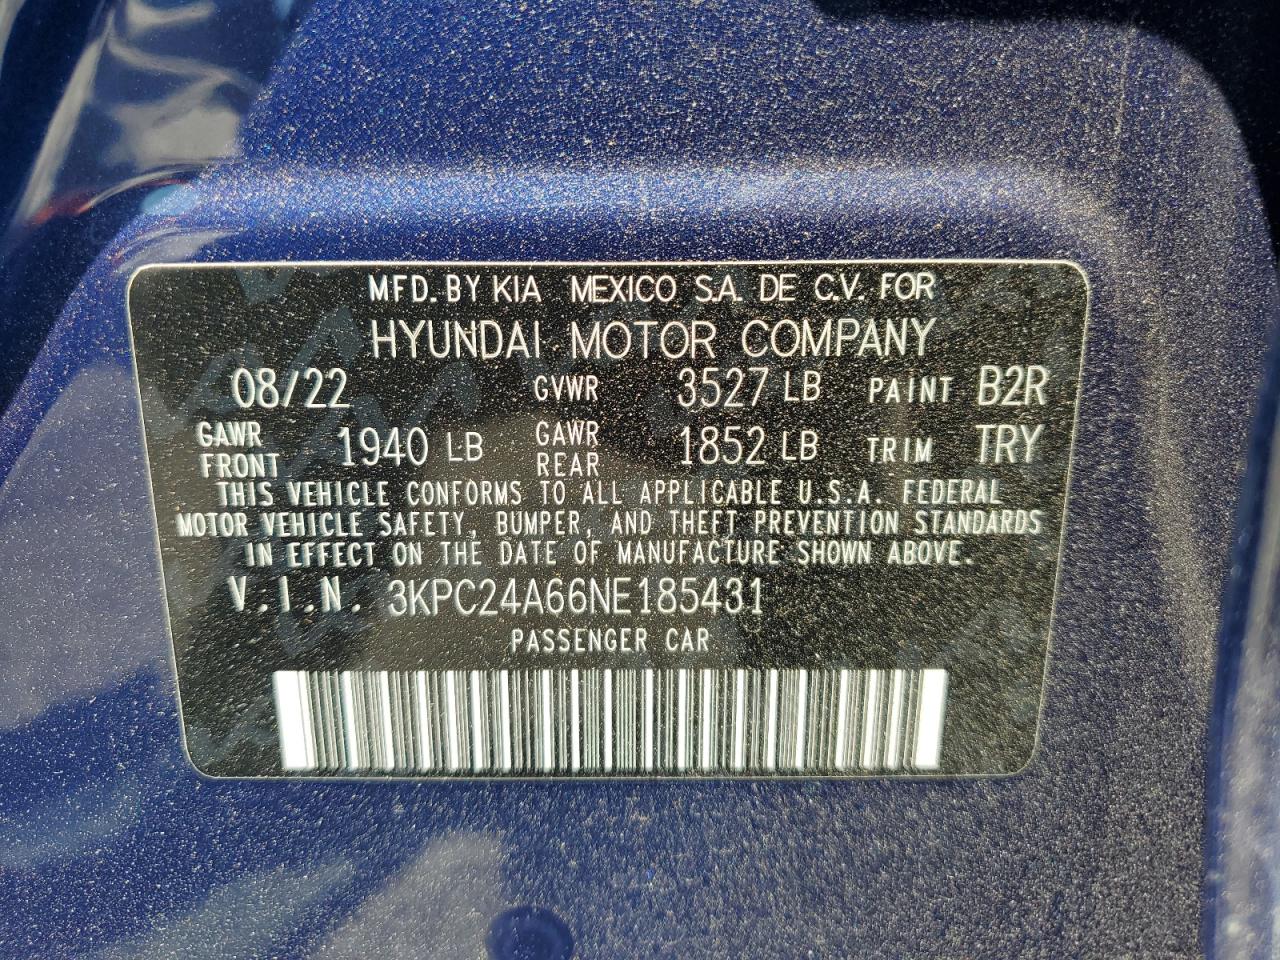 MFD. BY KIA MEXICO S.A. DE C.V. FOR
HYUNDAI MOTOR COMPANY
08/22 GVWR 3527 LB PAINT B2R
GAWR FRONT 1940 LB GAWR REAR 1852 LB TRIM TRY
THIS VEHICLE CONFORMS TO ALL APPLICABLE U.S.A. FEDERAL
MOTOR VEHICLE SAFETY, BUMPER, AND THEFT PREVENTION STANDARDS
IN EFFECT ON THE DATE OF MANUFACTURE SHOWN ABOVE.
V.I.N. 3KPC24A66NE185431
PASSENGER CAR